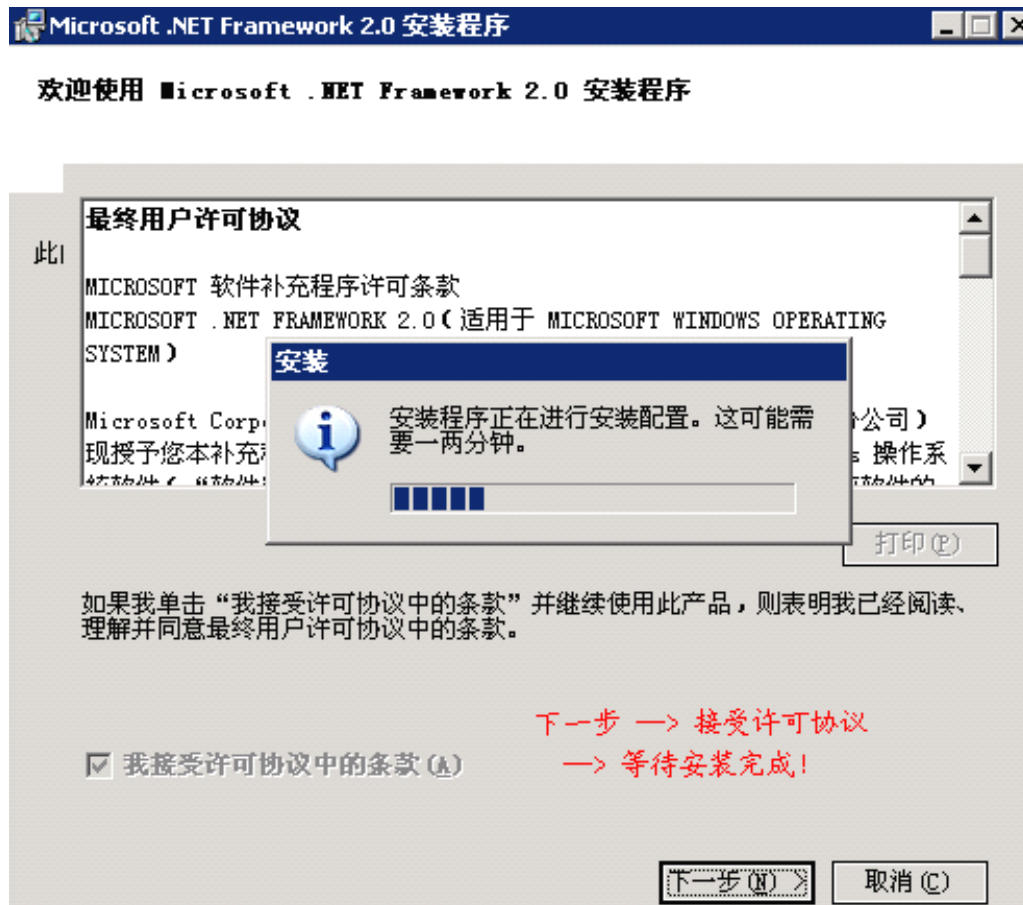 Microsoft .NET Framework 2.0 安装程序
欢迎使用 Microsoft .NET Framework 2.0 安装程序
最终用户许可协议
此
MICROSOFT 软件补充程序许可条款
MICROSOFT .NET FRAMEWORK 2.0(适用于 MICROSOFT WINDOWS OPERATING
SYSTEM)
安装
安装程序正在进行安装配置。这可能需
要一两分钟。
Microsoft Corp
公司)
现授予您本补充
操作系
打印(P)
如果我单击“我接受许可协议中的条款”并继续使用此产品,则表明我已经阅读、
理解并同意最终用户许可协议中的条款。
下一步 —> 接受许可协议
—> 等待安装完成!
我接受许可协议中的条款(A)
下一步(N) >
取消(C)